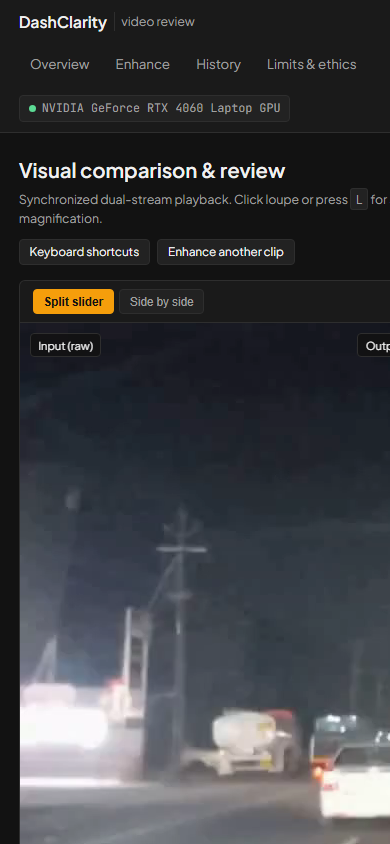 DashClarity video review
Overview Enhance History Limits & ethics
NVIDIA GeForce RTX 4060 Laptop GPU
Visual comparison & review
Synchronized dual-stream playback. Click loupe or press L for
magnification.
Keyboard shortcuts Enhance another clip
Split slider Side by side
Input (raw) Outp